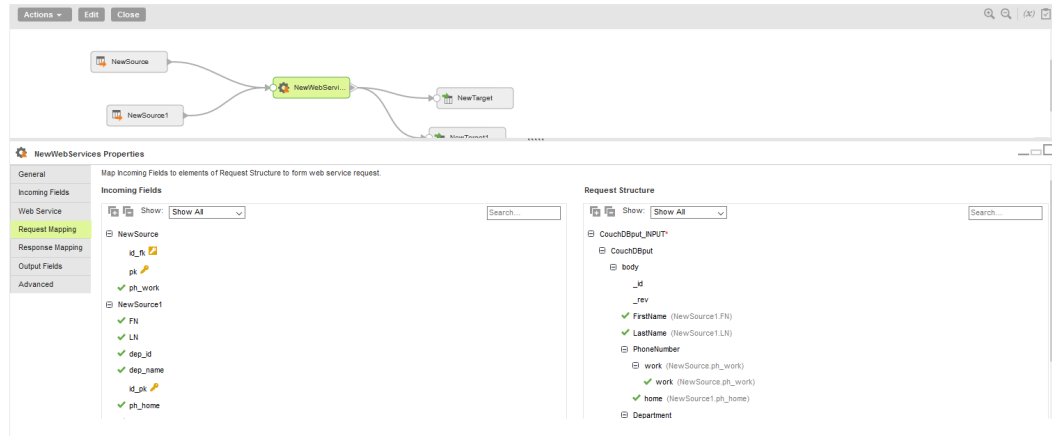 Actions Edit Close (x)
NewSource
NewWebServi...
NewTarget
NewSource1
NewTarget1
NewWebServices Properties
General
Incoming Fields
Web Service
Request Mapping
Response Mapping
Output Fields
Advanced
Map Incoming Fields to elements of Request Structure to form web service request.
Incoming Fields
Show: Show All Search...
NewSource
id_fk
pk
ph_work
NewSource1
FN
LN
dep_id
dep_name
id_pk
ph_home
Request Structure
Show: Show All Search...
CouchDBput_INPUT*
CouchDBput
body
_id
_rev
FirstName (NewSource1.FN)
LastName (NewSource1.LN)
PhoneNumber
work (NewSource.ph_work)
work (NewSource.ph_work)
home (NewSource1.ph_home)
Department